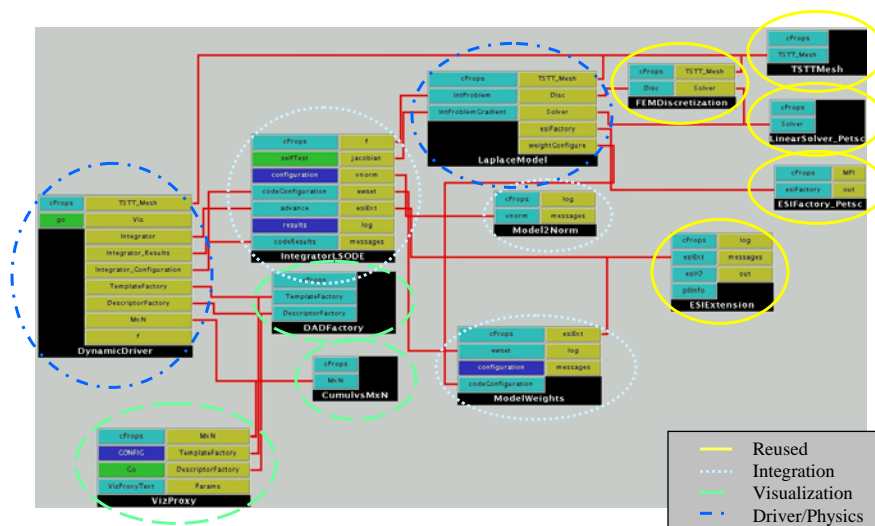 cProps
TSTT_Mesh
TSTTMesh
cProps TSTT_Mesh
Disc Solver
FEMDiscretization
cProps
Solver
LinearSolver_Petsc
cProps TSTT_Mesh
IntProblem Disc
IntProblemGradient Solver
esiFactory
weightConfigure
LaplaceModel
cProps MPI
esiFactory out
ESIFactory_Petsc
cProps f
selfTest jacobian
configuration vnorm
codeConfiguration ewset
advance esiExt
results log
codeResults messages
IntegratorLSODE
cProps log
vnorm messages
Model2Norm
cProps TSTT_Mesh
go Viz
Integrator
Integrator_Results
Integrator_Configuration
TemplateFactory
DescriptorFactory
MxN
f
DynamicDriver
cProps log
esiExt messages
esiIO out
pIInfo
ESIExtension
cProps
TemplateFactory
DescriptorFactory
DADFactory
cProps
MxN
CumulvsMxN
cProps esiExt
ewset log
configuration messages
codeConfiguration
ModelWeights
cProps MxN
CONFIG TemplateFactory
Go DescriptorFactory
VizProxyText Params
VizProxy
Reused
Integration
Visualization
Driver/Physics